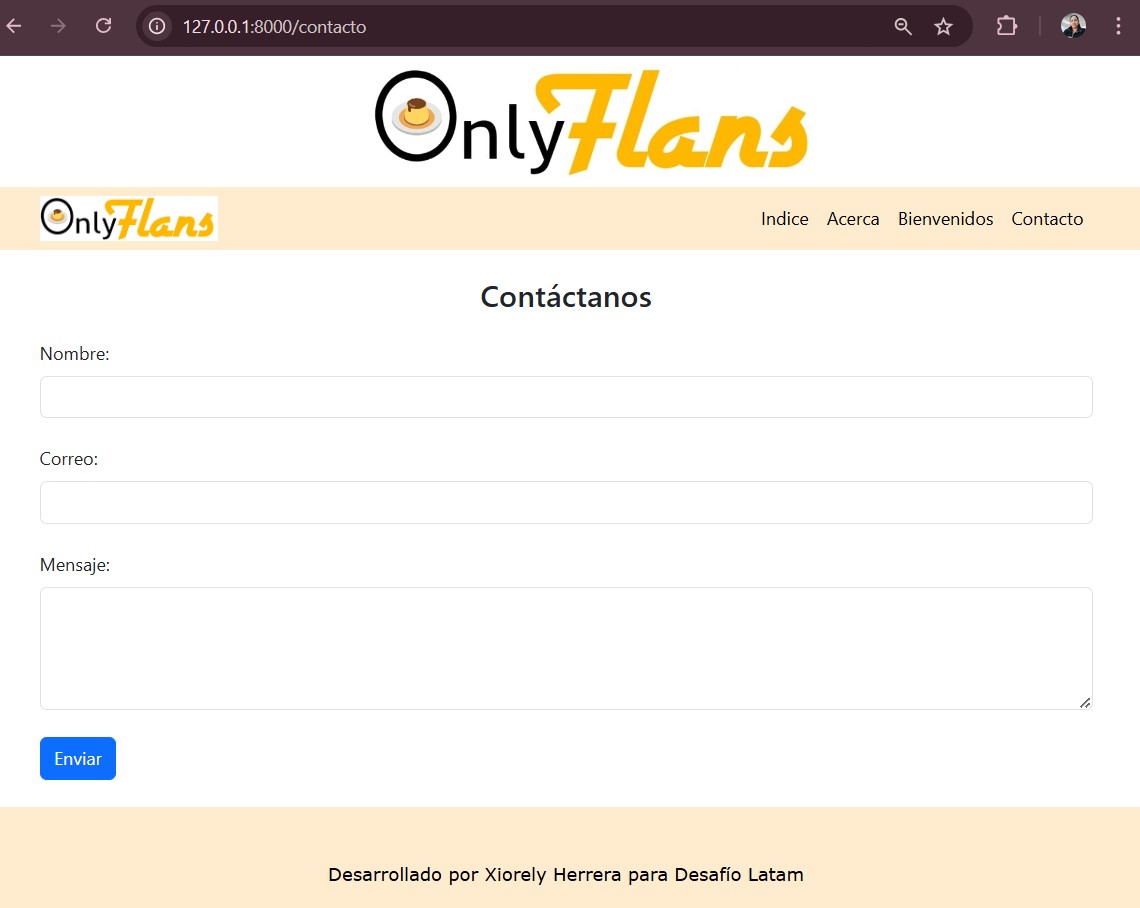 127.0.0.1:8000/contacto
OnlyFlans
OnlyFlans
Indice Acerca Bienvenidos Contacto
Contáctanos
Nombre:
Correo:
Mensaje:
Enviar
Desarrollado por Xiorely Herrera para Desafío Latam